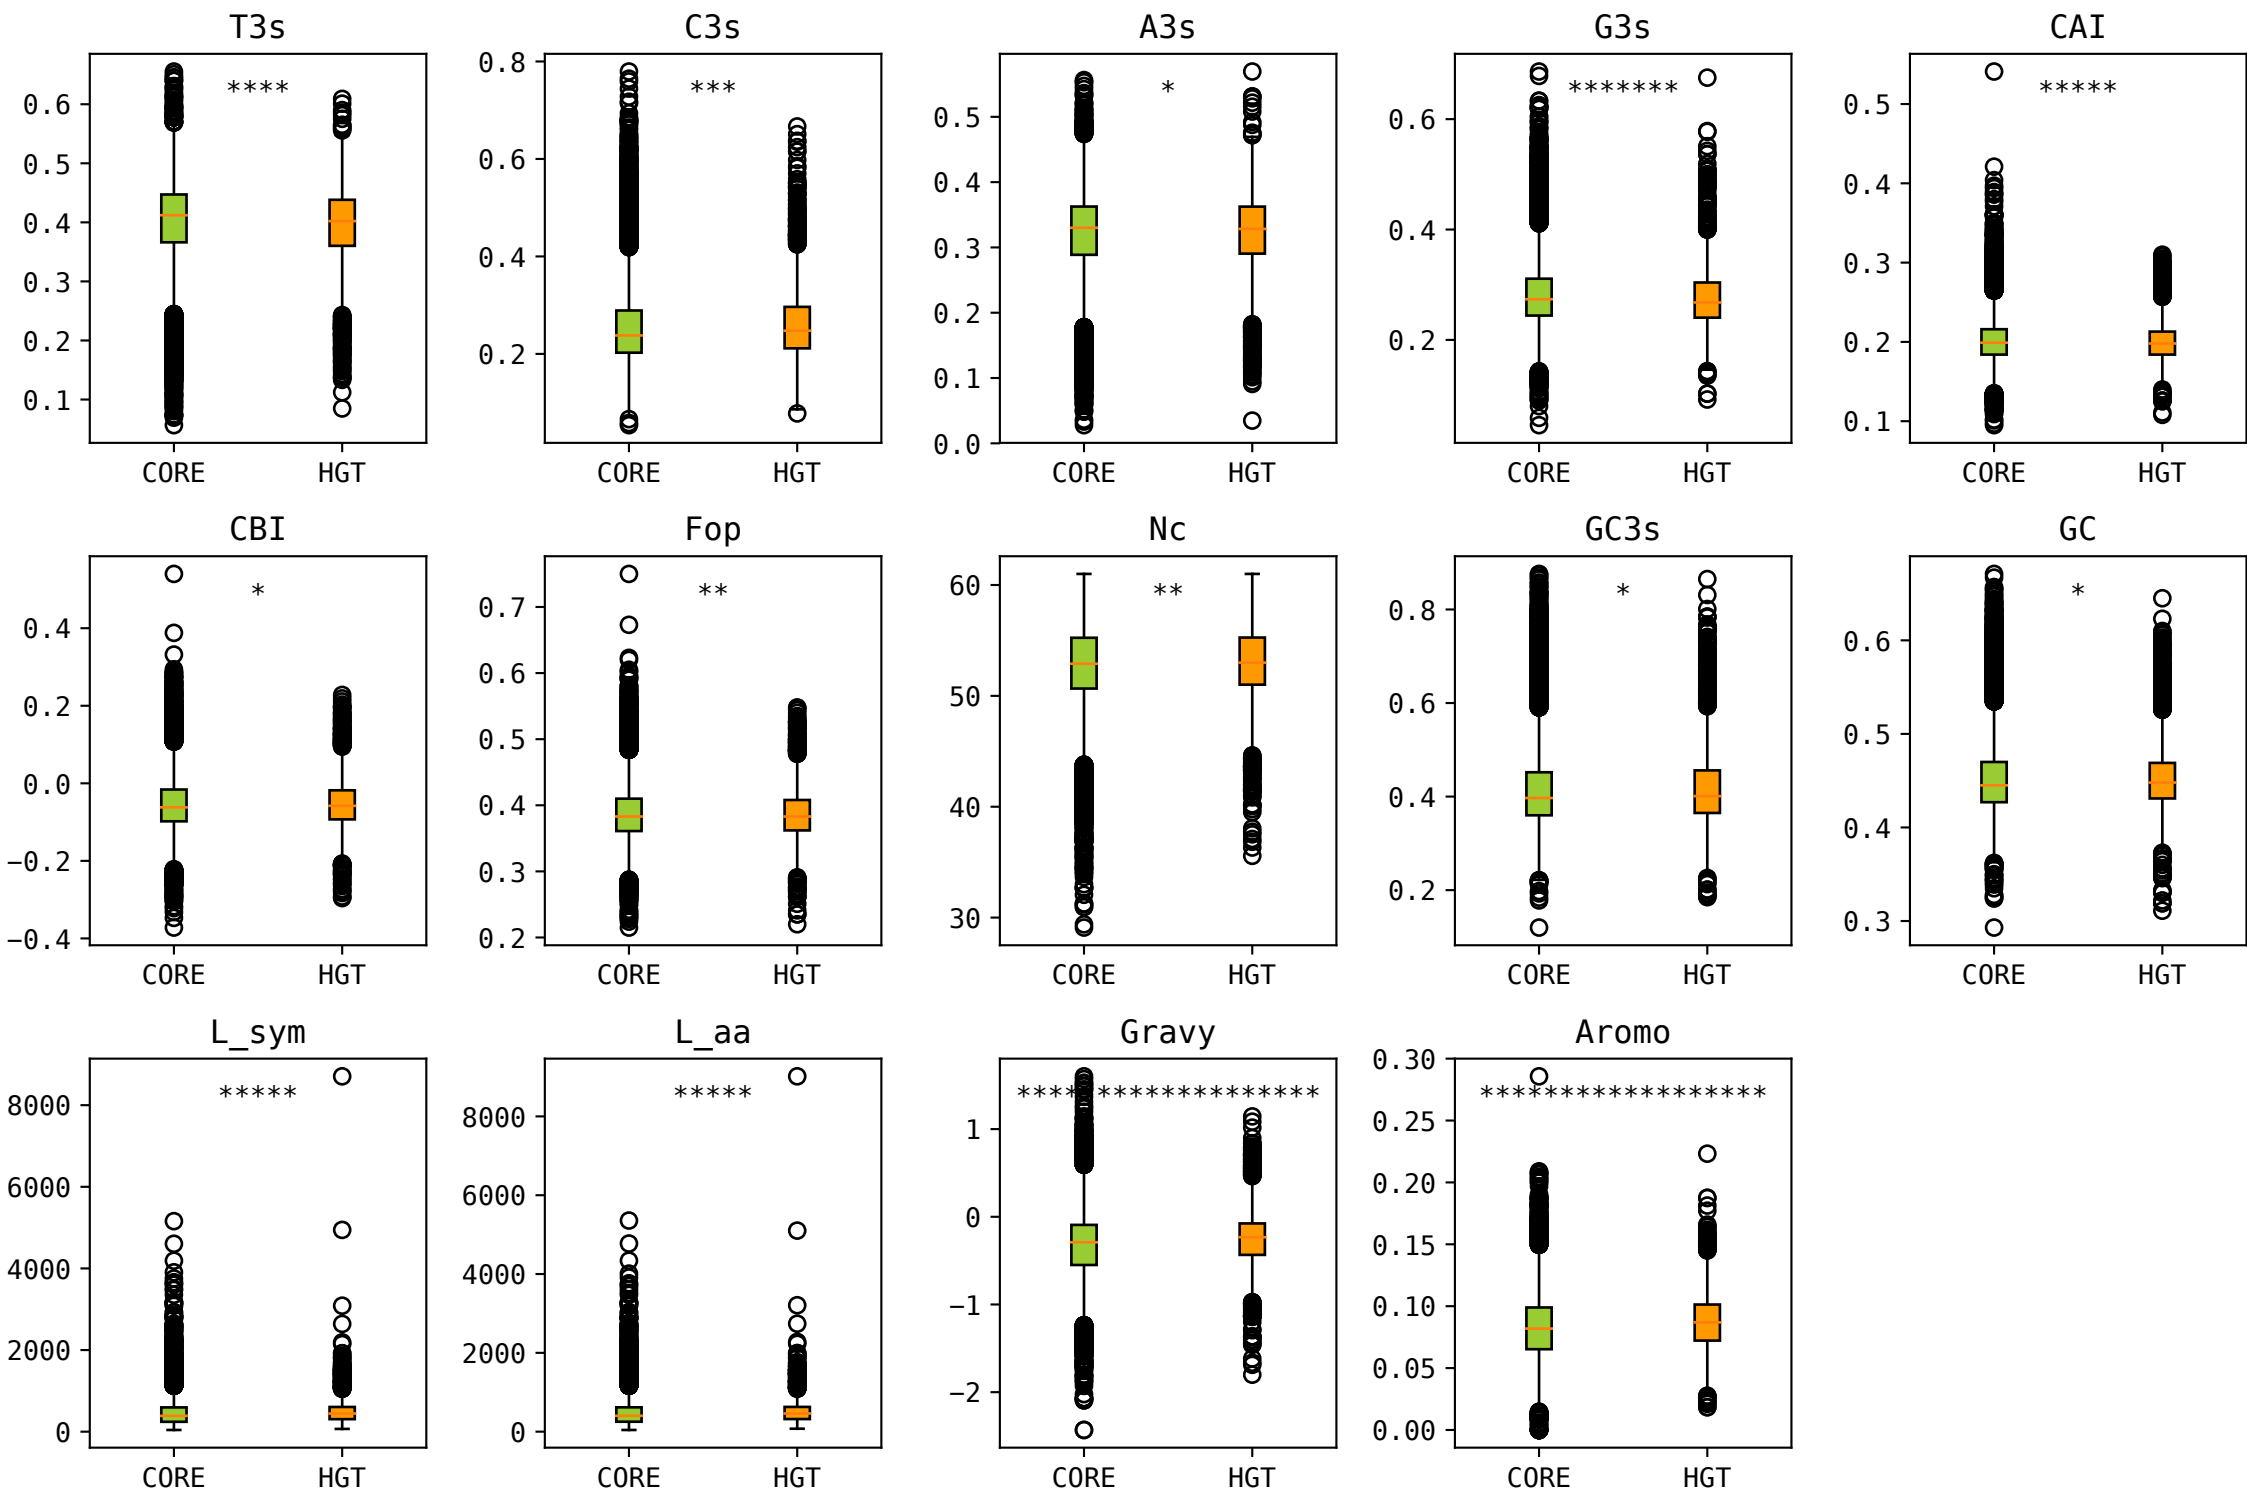 T3s
C3s
A3s
G3s
CAI
****
***
*
*******
*****
0.6
0.5
0.4
0.3
0.2
0.1
0.8
0.6
0.4
0.2
0.5
0.4
0.3
0.2
0.1
0.0
0.6
0.4
0.2
0.5
0.4
0.3
0.2
0.1
CORE HGT
CORE HGT
CORE HGT
CORE HGT
CORE HGT
CBI
Fop
Nc
GC3s
GC
*
**
**
*
*
0.4
0.2
0.0
−0.2
−0.4
0.7
0.6
0.5
0.4
0.3
0.2
60
50
40
30
0.8
0.6
0.4
0.2
0.6
0.5
0.4
0.3
CORE HGT
CORE HGT
CORE HGT
CORE HGT
CORE HGT
L_sym
L_aa
Gravy
Aromo
*****
*****
******************
8000
6000
4000
2000
0
8000
6000
4000
2000
0
1
0
−1
−2
0.30
0.25
0.20
0.15
0.10
0.05
0.00
CORE HGT
CORE HGT
CORE HGT
CORE HGT